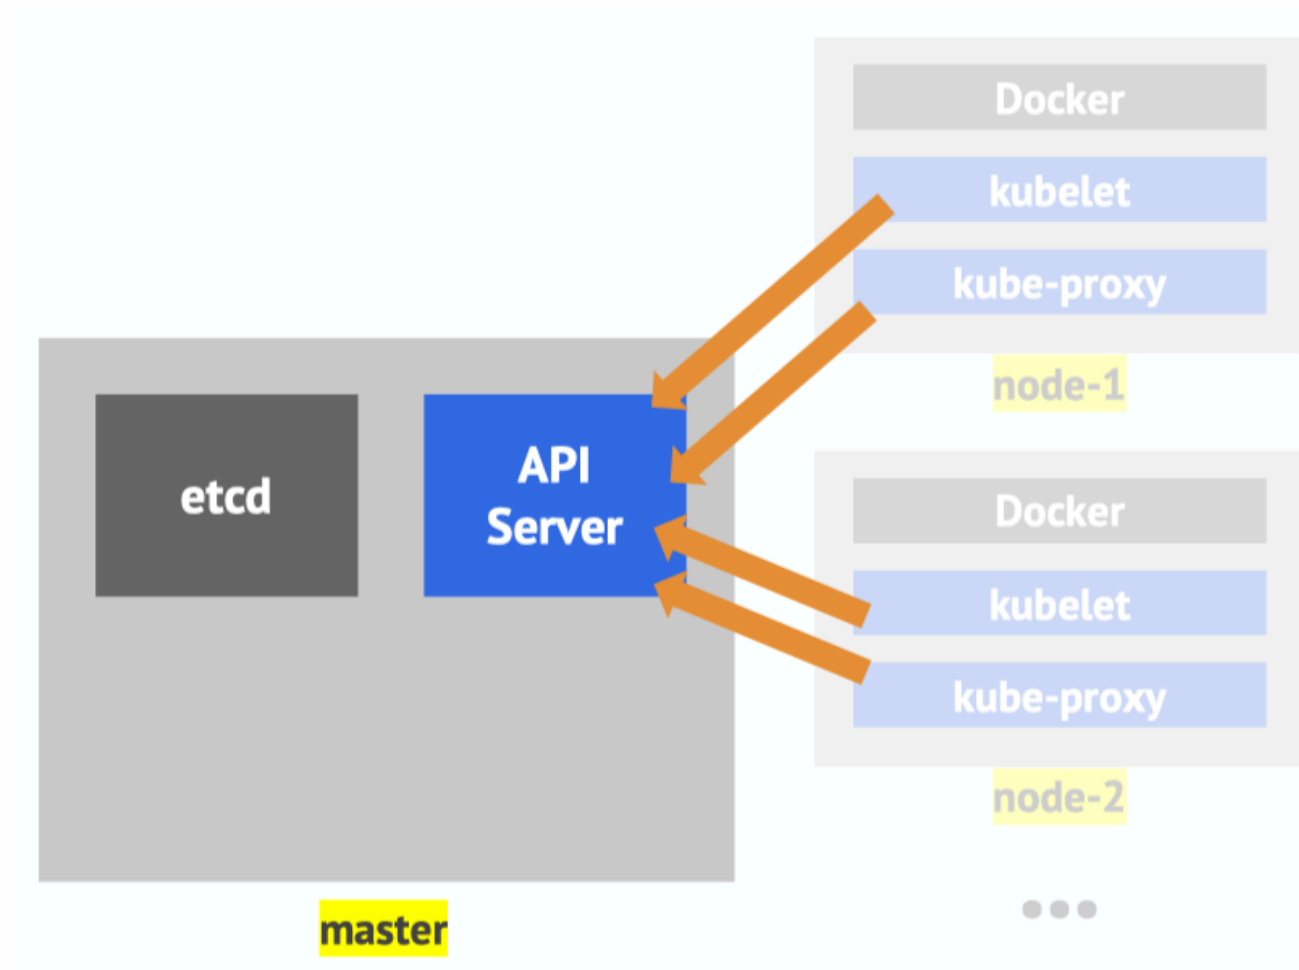 Docker
kubelet
kube-proxy
node-1
etcd
API
Server
Docker
kubelet
kube-proxy
node-2
master